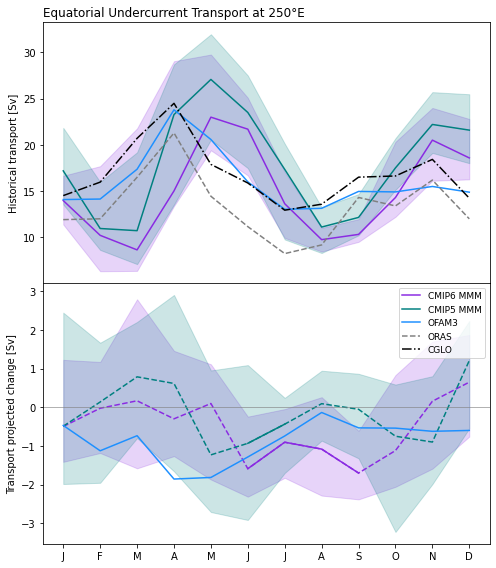 Equatorial Undercurrent Transport at 250°E
Historical transport [Sv]
30
25
20
15
10
Transport projected change [Sv]
3
2
1
0
−1
−2
−3
CMIP6 MMM
CMIP5 MMM
OFAM3
ORAS
CGLO
J F M A M J J A S O N D